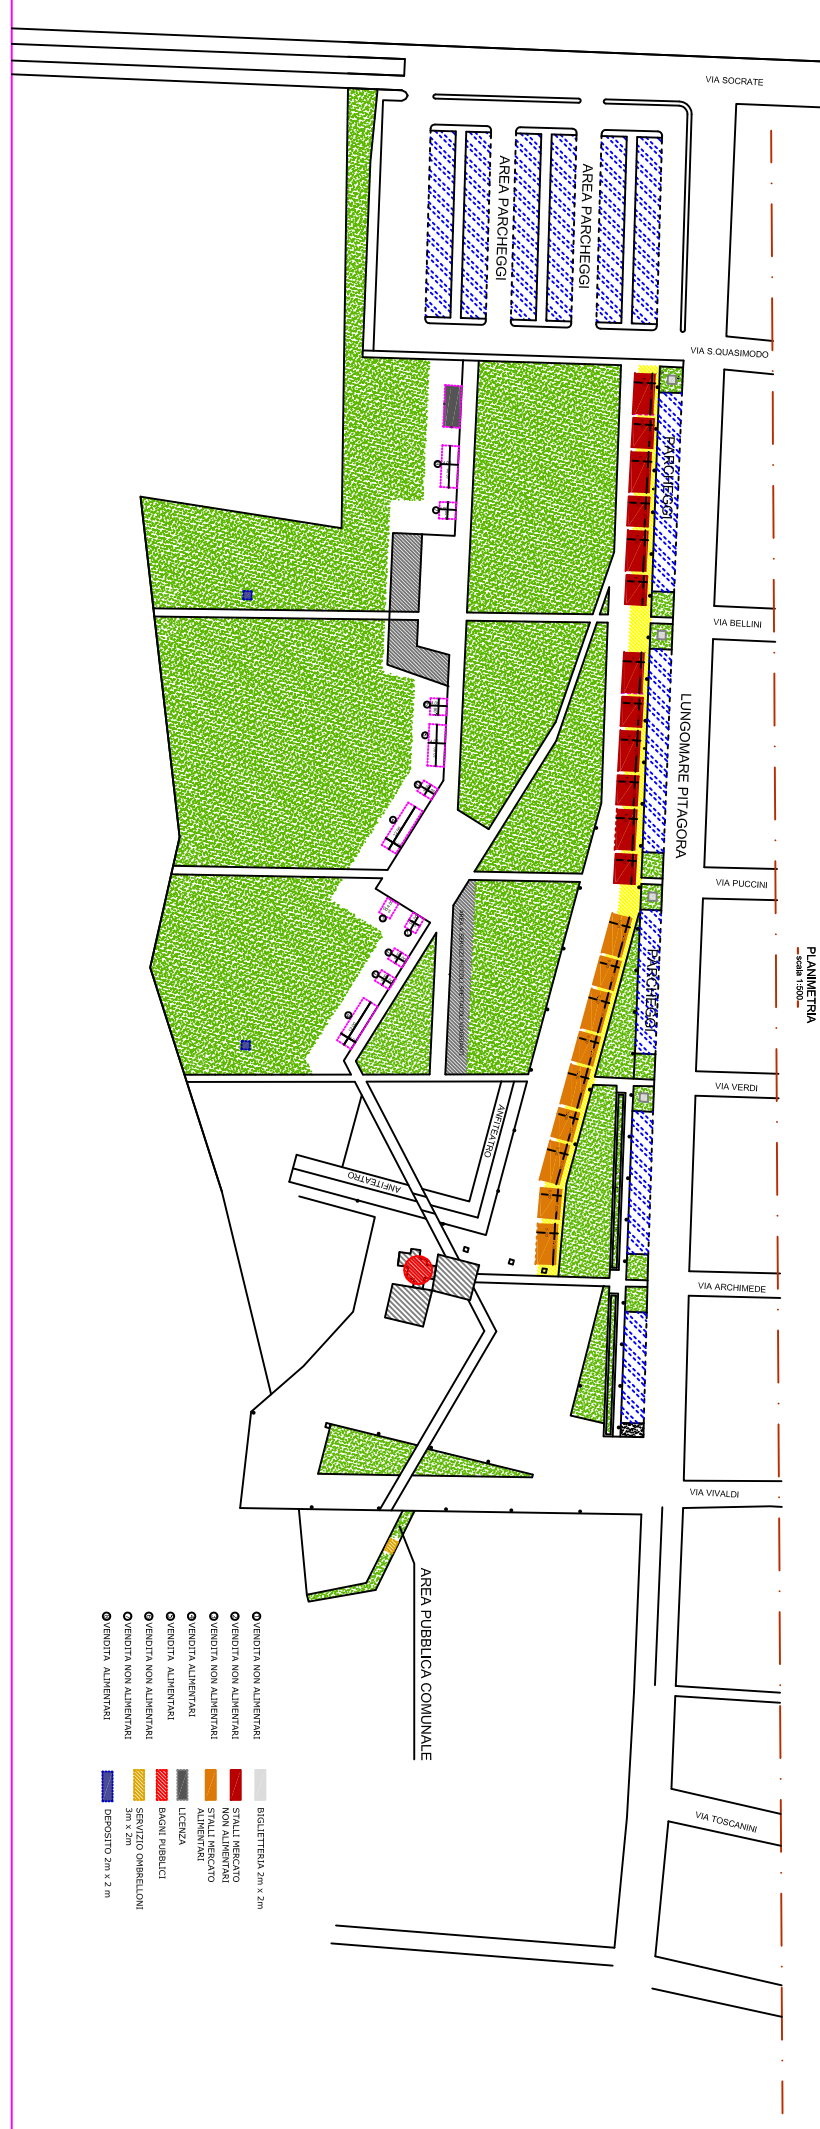 VIA SOCRATE
AREA PARCHEGGI
AREA PARCHEGGI
VIA S.QUASIMODO
PARCHEGGI
VIA BELLINI
LUNGOMARE PITAGORA
VIA PUCCINI
PARCHEGGI
PLANIMETRIA
scala 1:500
VIA VERDI
ANFITEATRO
ANFITEATRO
VIA ARCHIMEDE
VIA VIVALDI
AREA PUBBLICA COMUNALE
VIA TOSCANINI
VENDITA NON ALIMENTARI
VENDITA NON ALIMENTARI
VENDITA NON ALIMENTARI
VENDITA ALIMENTARI
VENDITA ALIMENTARI
VENDITA NON ALIMENTARI
VENDITA NON ALIMENTARI
VENDITA ALIMENTARI
BIGLIETTERIA 2m x 2m
STALLI MERCATO
NON ALIMENTARI
STALLI MERCATO
ALIMENTARI
LICENZA
BAGNI PUBBLICI
SERVIZIO OMBRELLONI
3m x 2m
DEPOSITO 2m x 2 m